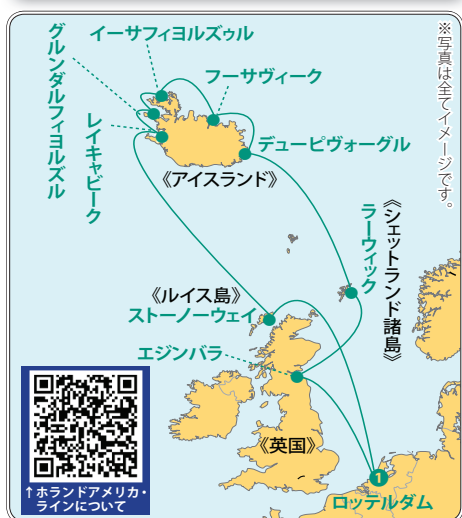 ※写真は全てイメージです。
グルンダルフィヨルズル
イーサフィヨルズゥル
フーサヴィーク
レイキャビーク
デューピヴォーグル
《アイスランド》
《シェットランド諸島》
ラーウィック
《ルイス島》
ストーノーウェイ
エジンバラ
《英国》
1
ロッテルダム
↑ホランドアメリカ・
ラインについて